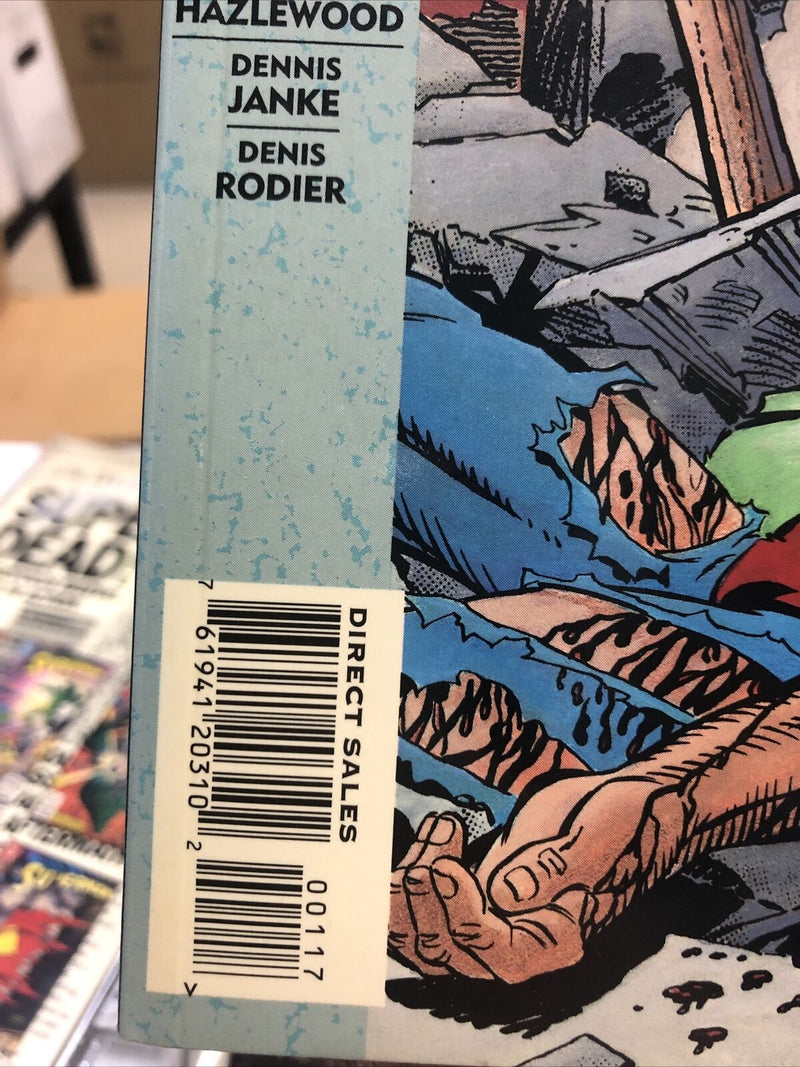 HAZLEWOOD
DENNIS
JANKE
DENIS
RODIER
DIRECT SALES
7 61941 20310 2
00117
>
DEAD